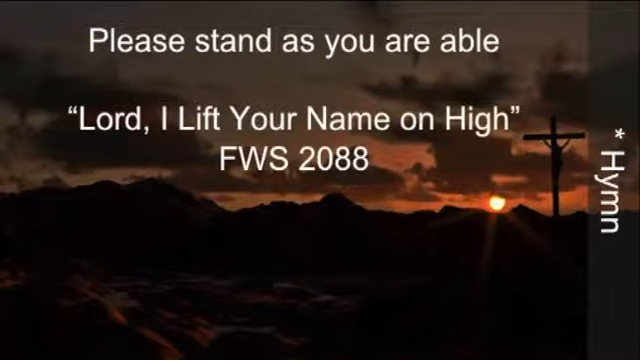 Please stand as you are able
“Lord, I Lift Your Name on High”
FWS 2088
* Hymn